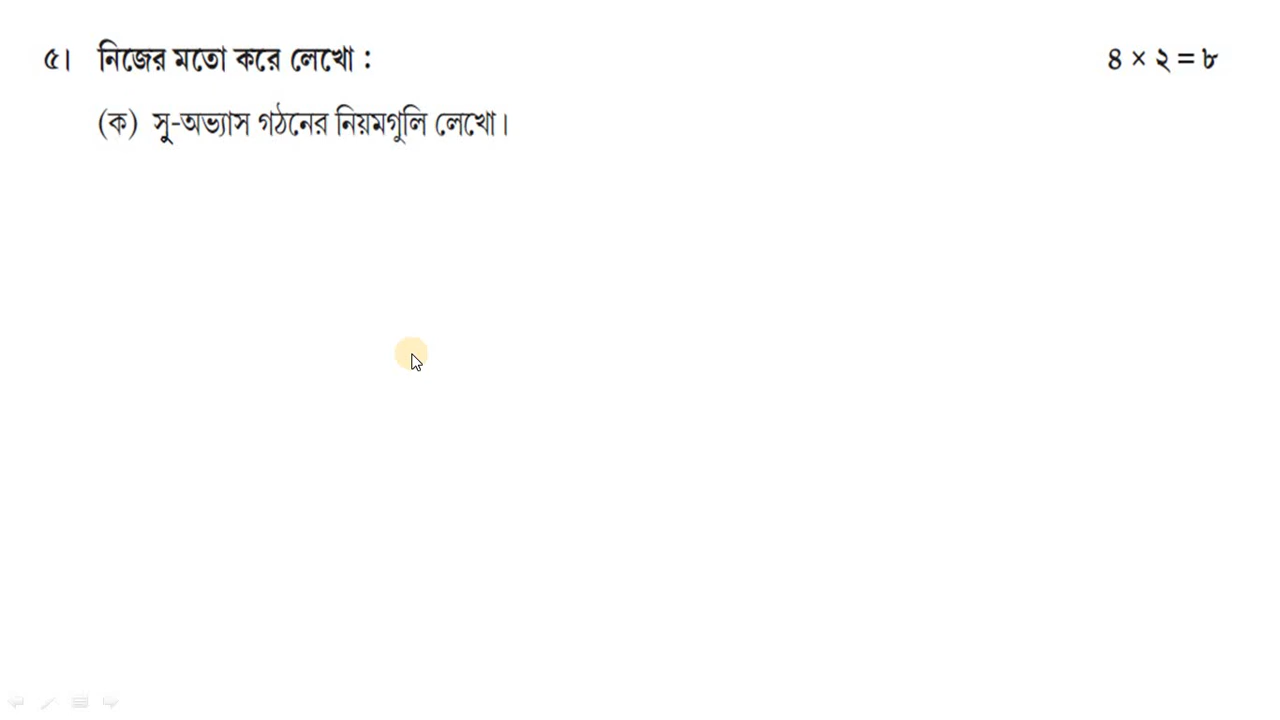 ৫। নিজের মতো করে লেখো : ৪ × ২ = ৮
(ক) সু-অভ্যাস গঠনের নিয়মগুলি লেখো।